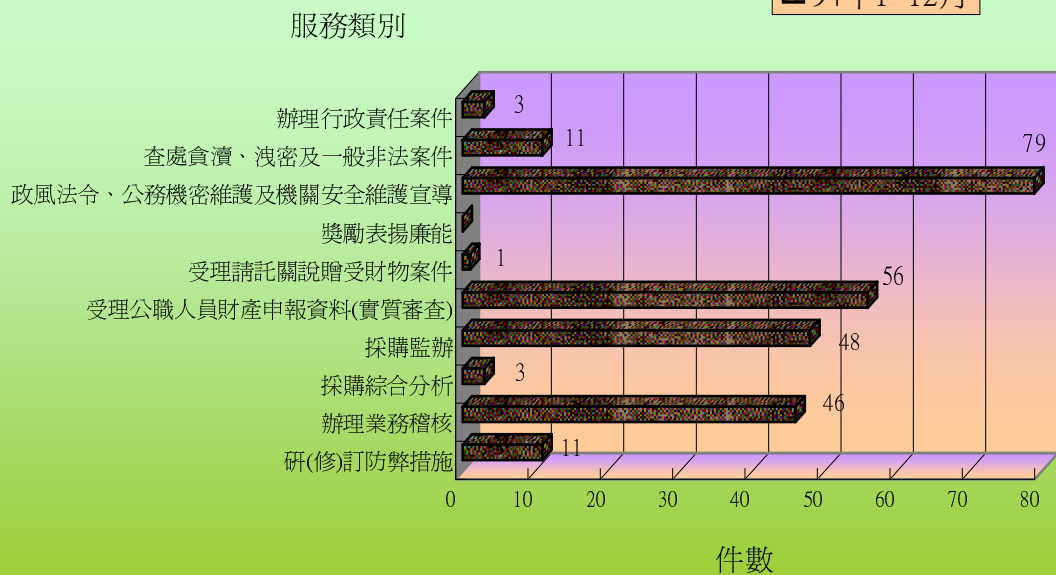 服務類別
辦理行政責任案件
3
查處貪瀆、洩密及一般非法案件
11
政風法令、公務機密維護及機關安全維護宣導
79
獎勵表揚廉能
受理請託關說贈受財物案件
1
受理公職人員財產申報資料(實質審查)
56
採購監辦
48
採購綜合分析
3
辦理業務稽核
46
研(修)訂防弊措施
11
0 10 20 30 40 50 60 70 80
件數